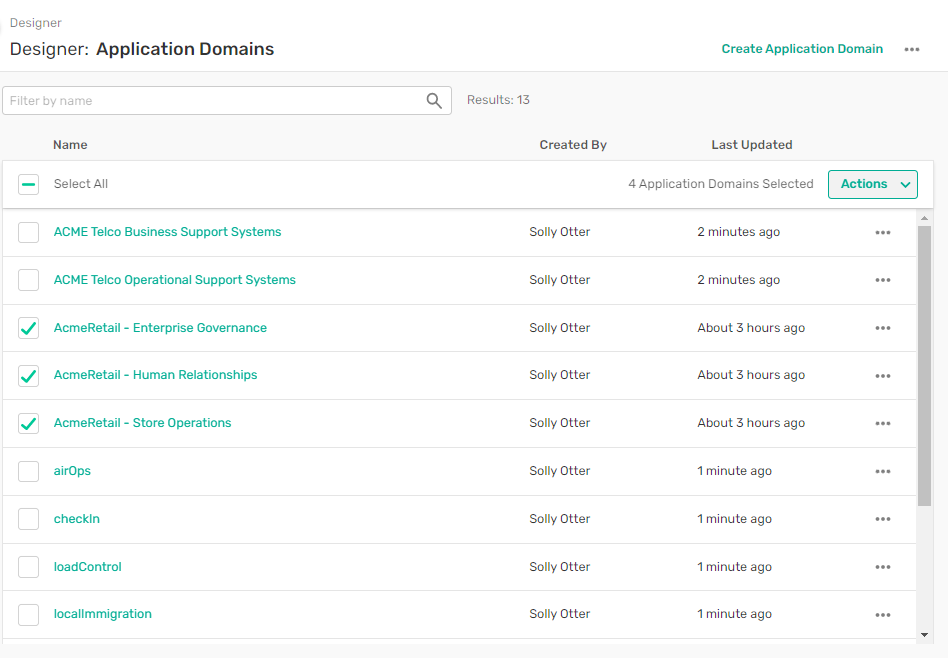 Designer
Designer: Application Domains
Create Application Domain
Filter by name
Results: 13
Name Created By Last Updated
Select All 4 Application Domains Selected Actions
ACME Telco Business Support Systems Solly Otter 2 minutes ago
ACME Telco Operational Support Systems Solly Otter 2 minutes ago
AcmeRetail - Enterprise Governance Solly Otter About 3 hours ago
AcmeRetail - Human Relationships Solly Otter About 3 hours ago
AcmeRetail - Store Operations Solly Otter About 3 hours ago
airOps Solly Otter 1 minute ago
checkIn Solly Otter 1 minute ago
loadControl Solly Otter 1 minute ago
localImmigration Solly Otter 1 minute ago